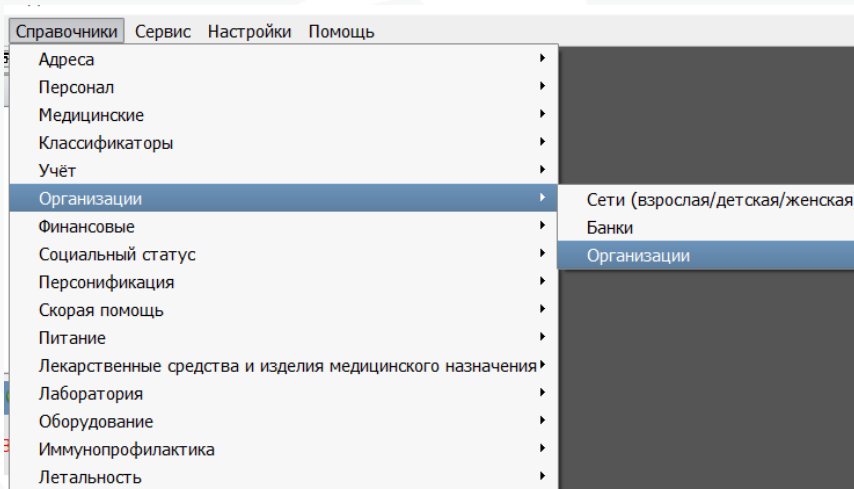 Справочники Сервис Настройки Помощь
Адреса
Персонал
Медицинские
Классификаторы
Учёт
Организации
Сети (взрослая/детская/женская
Финансовые
Банки
Социальный статус
Организации
Персонификация
Скорая помощь
Питание
Лекарственные средства и изделия медицинского назначения
Лаборатория
Оборудование
Иммунопрофилактика
Летальность